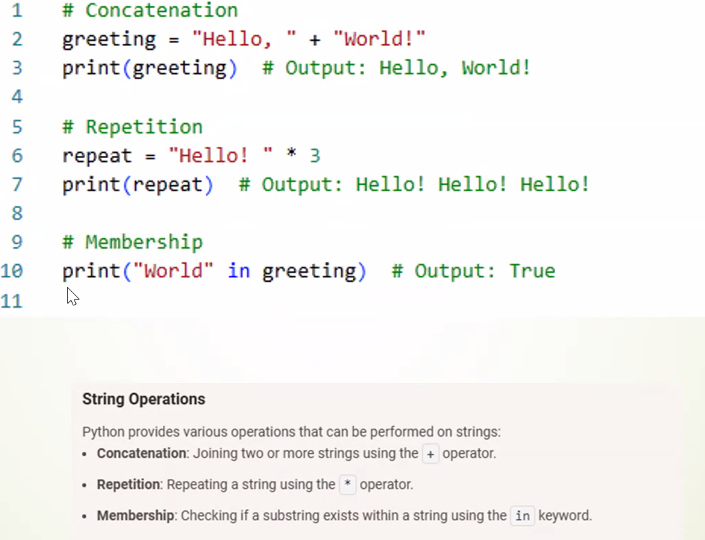 1 # Concatenation
2 greeting = "Hello, " + "World!"
3 print(greeting)  # Output: Hello, World!
4
5 # Repetition
6 repeat = "Hello! " * 3
7 print(repeat)  # Output: Hello! Hello! Hello!
8
9 # Membership
10 print("World" in greeting)  # Output: True
11
String Operations
Python provides various operations that can be performed on strings:
• Concatenation: Joining two or more strings using the + operator.
• Repetition: Repeating a string using the * operator.
• Membership: Checking if a substring exists within a string using the in keyword.